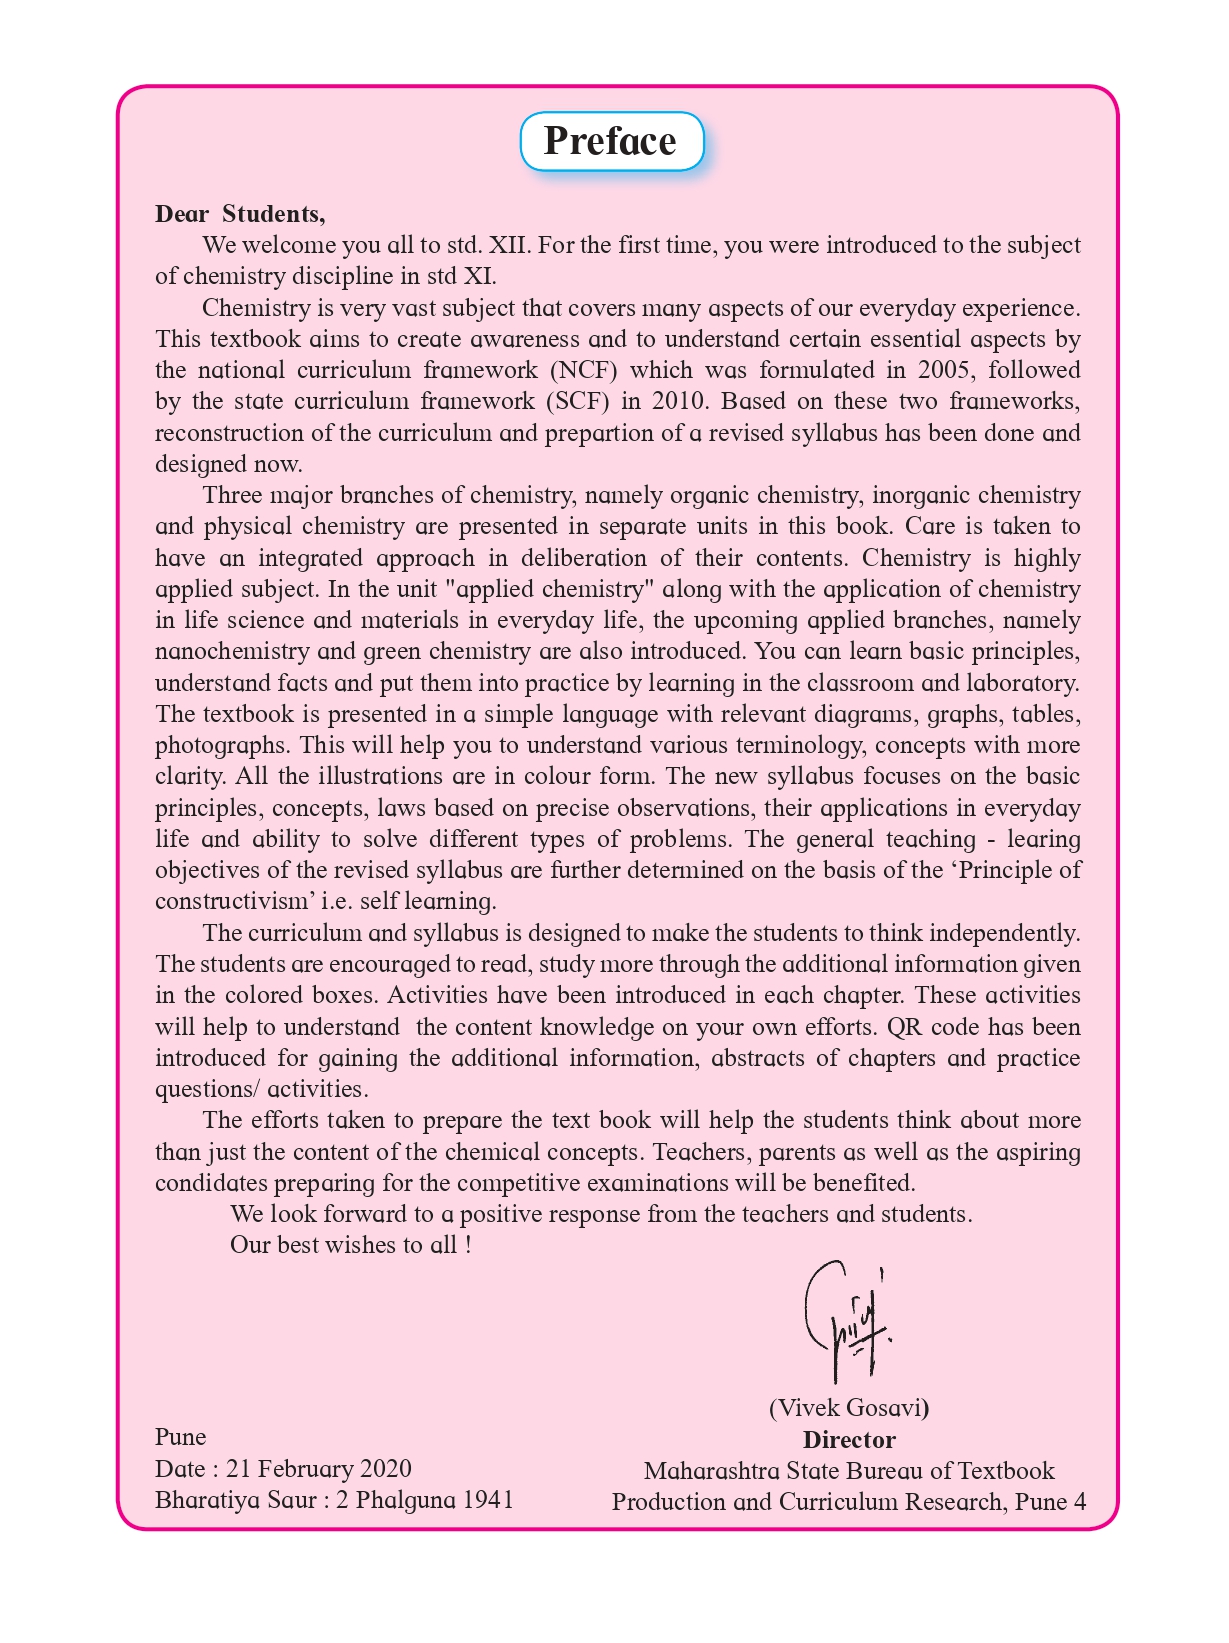 Preface
Dear Students,
We welcome you all to std. XII. For the first time, you were introduced to the subject
of chemistry discipline in std XI.
Chemistry is very vast subject that covers many aspects of our everyday experience.
This textbook aims to create awareness and to understand certain essential aspects by
the national curriculum framework (NCF) which was formulated in 2005, followed
by the state curriculum framework (SCF) in 2010. Based on these two frameworks,
reconstruction of the curriculum and prepartion of a revised syllabus has been done and
designed now.
Three major branches of chemistry, namely organic chemistry, inorganic chemistry
and physical chemistry are presented in separate units in this book. Care is taken to
have an integrated approach in deliberation of their contents. Chemistry is highly
applied subject. In the unit "applied chemistry" along with the application of chemistry
in life science and materials in everyday life, the upcoming applied branches, namely
nanochemistry and green chemistry are also introduced. You can learn basic principles,
understand facts and put them into practice by learning in the classroom and laboratory.
The textbook is presented in a simple language with relevant diagrams, graphs, tables,
photographs. This will help you to understand various terminology, concepts with more
clarity. All the illustrations are in colour form. The new syllabus focuses on the basic
principles, concepts, laws based on precise observations, their applications in everyday
life and ability to solve different types of problems. The general teaching - learing
objectives of the revised syllabus are further determined on the basis of the ‘Principle of
constructivism’ i.e. self learning.
The curriculum and syllabus is designed to make the students to think independently.
The students are encouraged to read, study more through the additional information given
in the colored boxes. Activities have been introduced in each chapter. These activities
will help to understand the content knowledge on your own efforts. QR code has been
introduced for gaining the additional information, abstracts of chapters and practice
questions/ activities.
The efforts taken to prepare the text book will help the students think about more
than just the content of the chemical concepts. Teachers, parents as well as the aspiring
candidates preparing for the competitive examinations will be benefited.
We look forward to a positive response from the teachers and students.
Our best wishes to all !
(Vivek Gosavi)
Director
Maharashtra State Bureau of Textbook
Production and Curriculum Research, Pune 4
Pune
Date : 21 February 2020
Bharatiya Saur : 2 Phalguna 1941